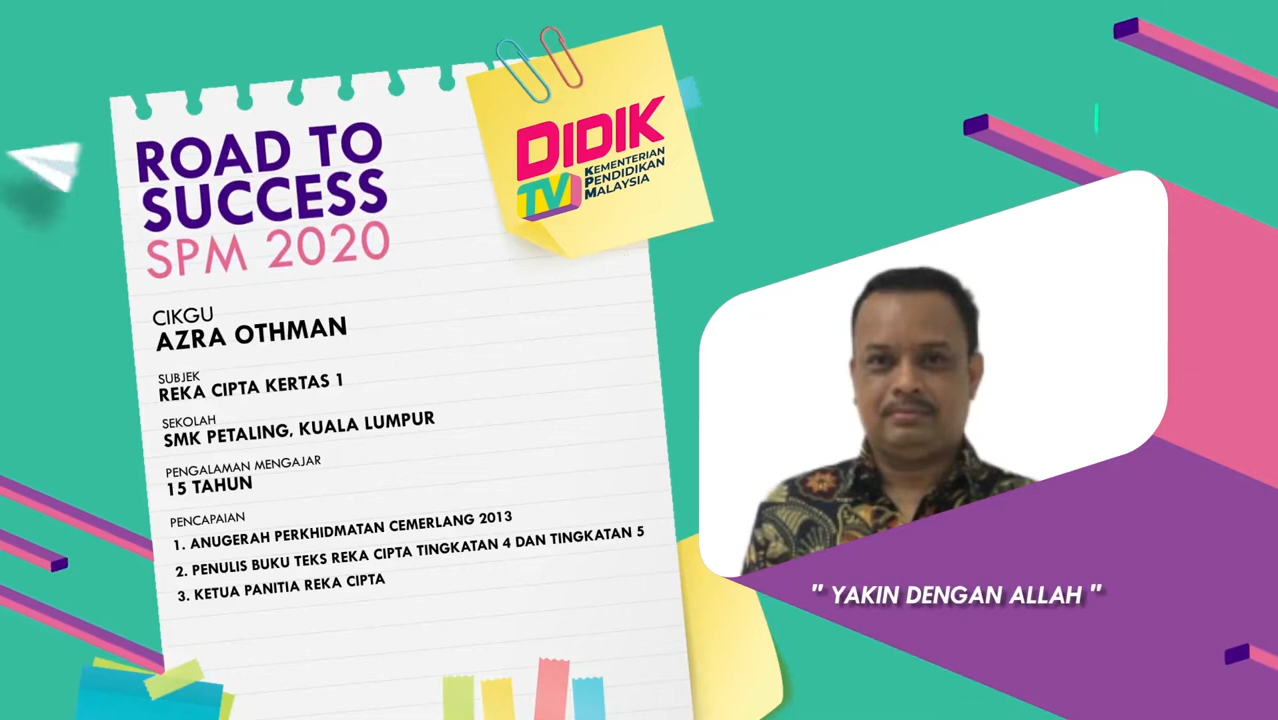 ROAD TO
SUCCESS
SPM 2020
DIDIK
TV
KEMENTERIAN
PENDIDIKAN
MALAYSIA
CIKGU
AZRA OTHMAN
SUBJEK
REKA CIPTA KERTAS 1
SEKOLAH
SMK PETALING, KUALA LUMPUR
PENGALAMAN MENGAJAR
15 TAHUN
PENCAPAIAN
1. ANUGERAH PERKHIDMATAN CEMERLANG 2013
2. PENULIS BUKU TEKS REKA CIPTA TINGKATAN 4 DAN TINGKATAN 5
3. KETUA PANITIA REKA CIPTA
" YAKIN DENGAN ALLAH "